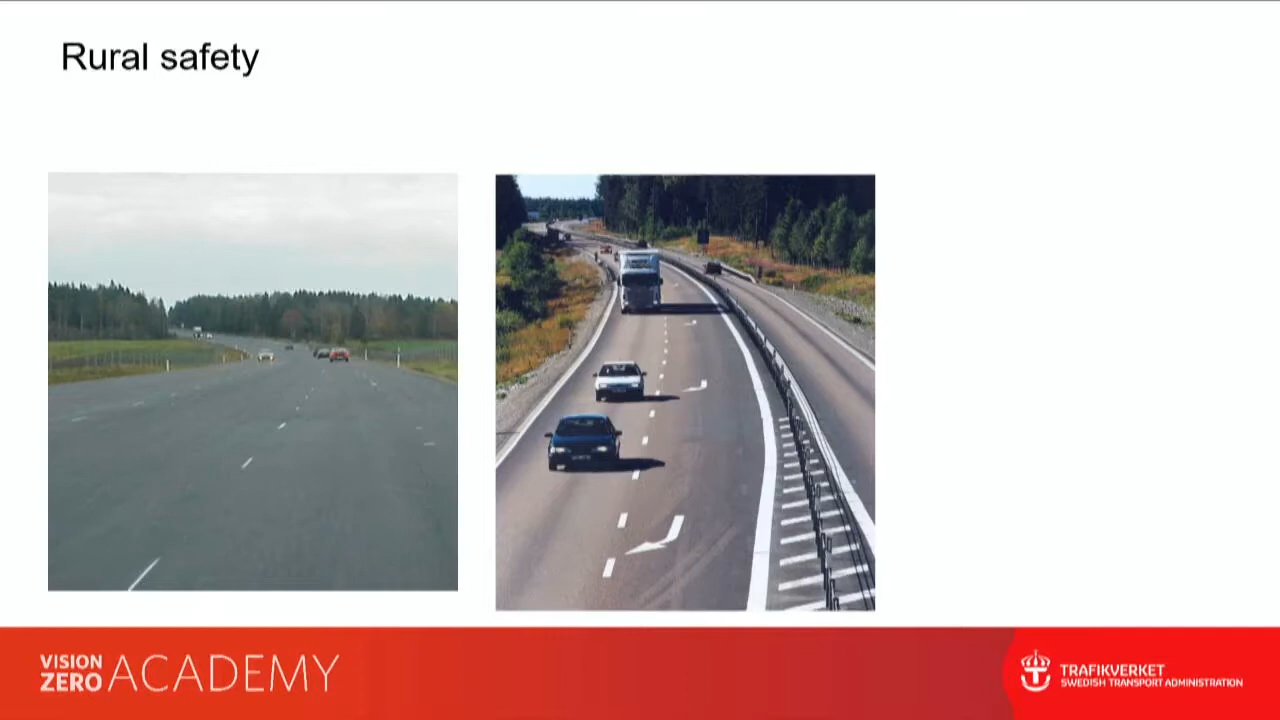 Rural safety
VISION
ZERO ACADEMY
TRAFIKVERKET
SWEDISH TRANSPORT ADMINISTRATION